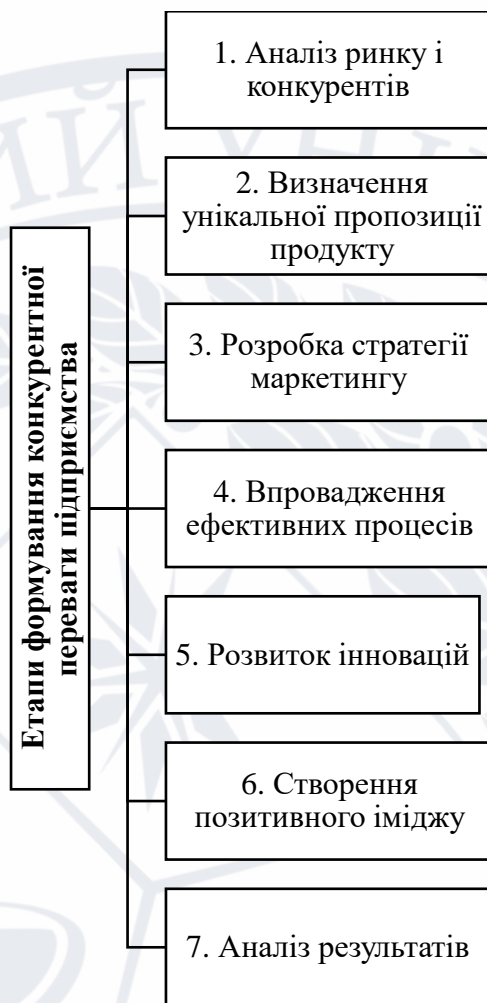 Етапи формування конкурентної
переваги підприємства
1. Аналіз ринку і
конкурентів
2. Визначення
унікальної пропозиції
продукту
3. Розробка стратегії
маркетингу
4. Впровадження
ефективних процесів
5. Розвиток інновацій
6. Створення
позитивного іміджу
7. Аналіз результатів